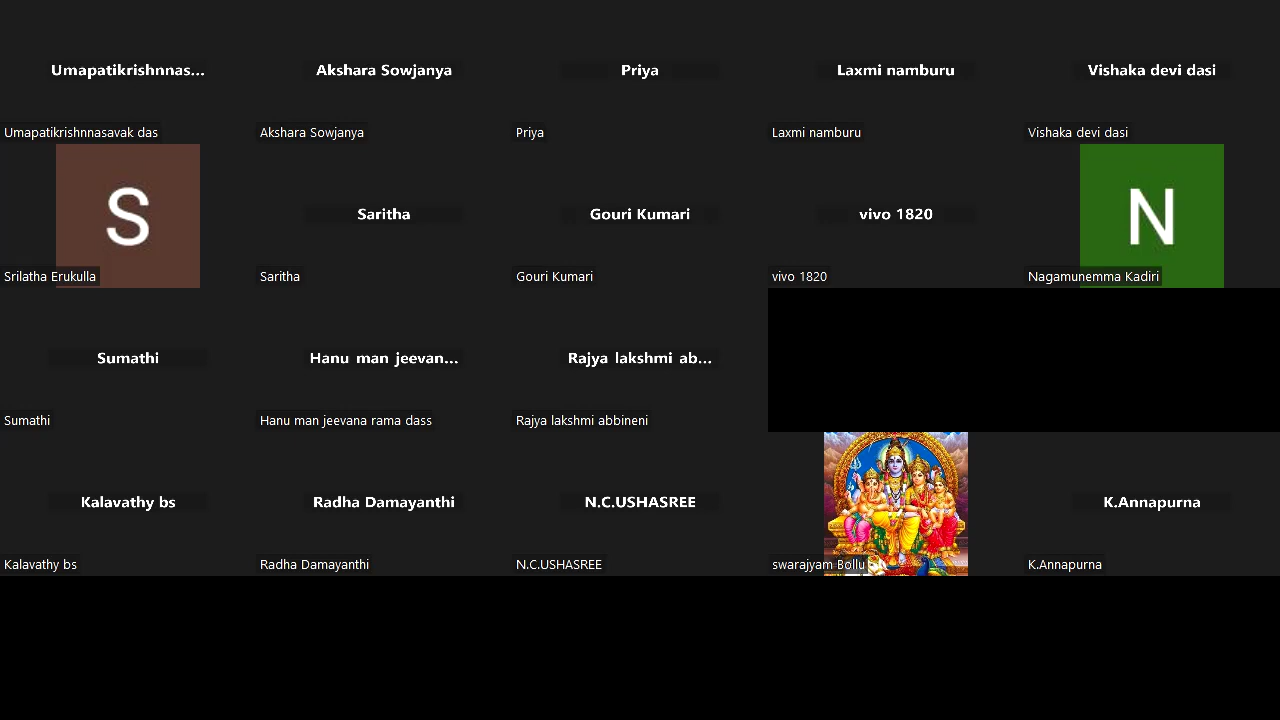 Umapatikrishnnas...
Akshara Sowjanya
Priya
Laxmi namburu
Vishaka devi dasi
Umapatikrishnnasavak das
Akshara Sowjanya
Priya
Laxmi namburu
Vishaka devi dasi
S
Saritha
Gouri Kumari
vivo 1820
N
Srilatha Erukulla
Saritha
Gouri Kumari
vivo 1820
Nagamunemma Kadiri
Sumathi
Hanu man jeevan...
Rajya lakshmi ab...
Sumathi
Hanu man jeevana rama dass
Rajya lakshmi abbineni
Kalavathy bs
Radha Damayanthi
N.C.USHASREE
K.Annapurna
Kalavathy bs
Radha Damayanthi
N.C.USHASREE
swarajyam Bollu
K.Annapurna